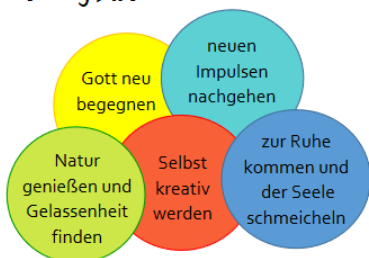 Gott neu
begegnen
neuen
Impulsen
nachgehen
Natur
genießen und
Gelassenheit
finden
Selbst
kreativ
werden
zur Ruhe
kommen und
der Seele
schmeicheln